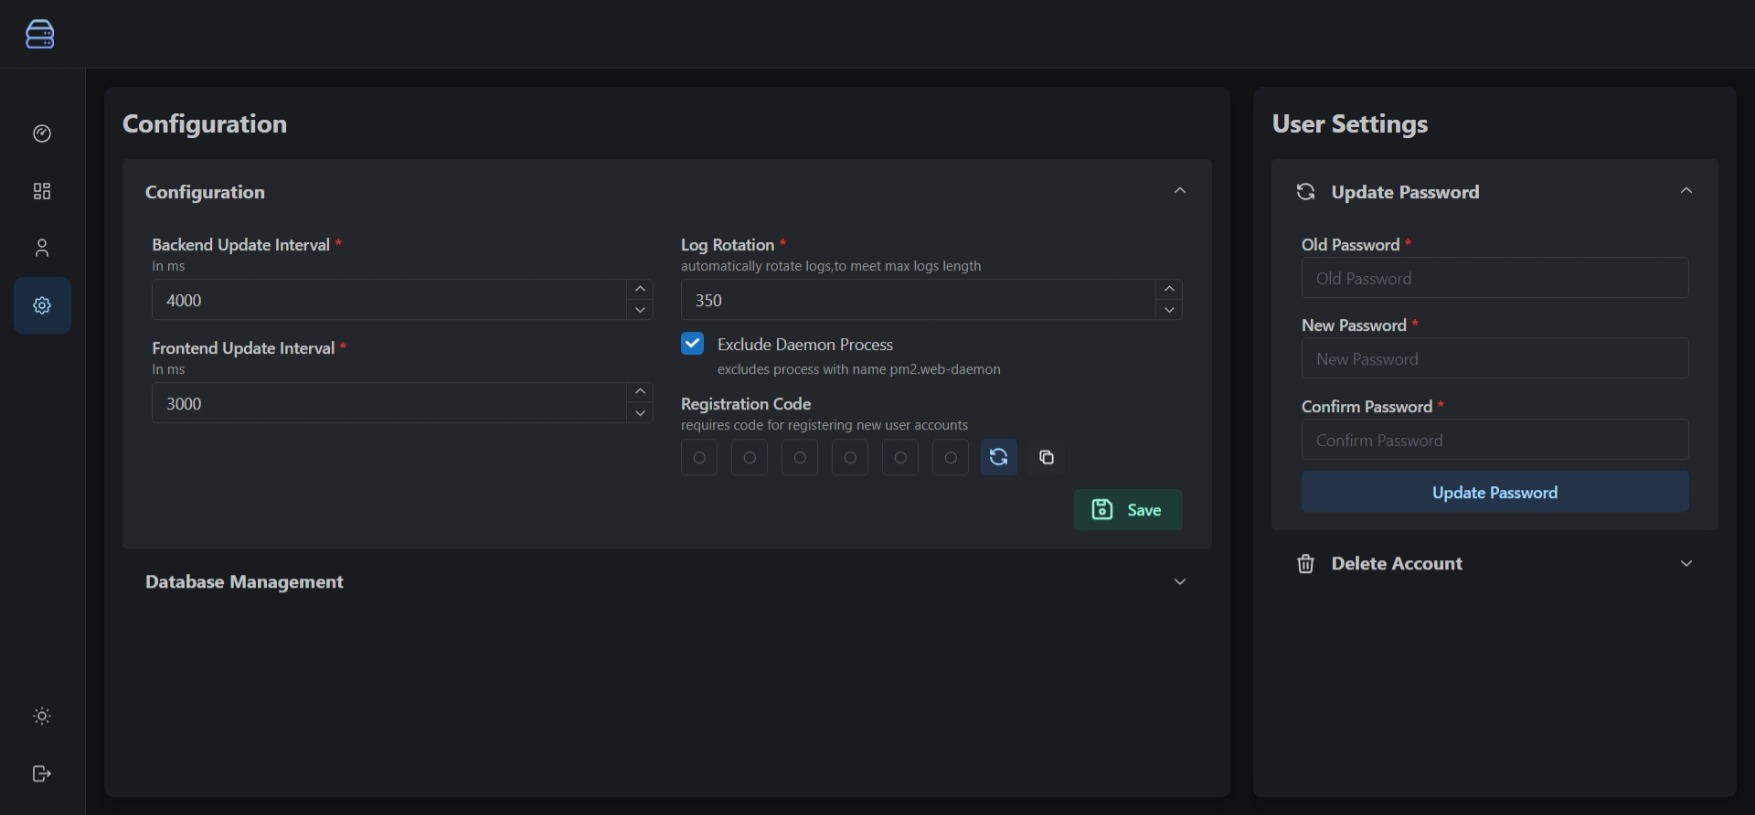 Configuration
Configuration
Backend Update Interval *
In ms
4000
Frontend Update Interval *
In ms
3000
Log Rotation *
automatically rotate logs,to meet max logs length
350
Exclude Daemon Process
excludes process with name pm2.web-daemon
Registration Code
requires code for registering new user accounts
Save
Database Management
User Settings
Update Password
Old Password *
Old Password
New Password *
New Password
Confirm Password *
Confirm Password
Update Password
Delete Account